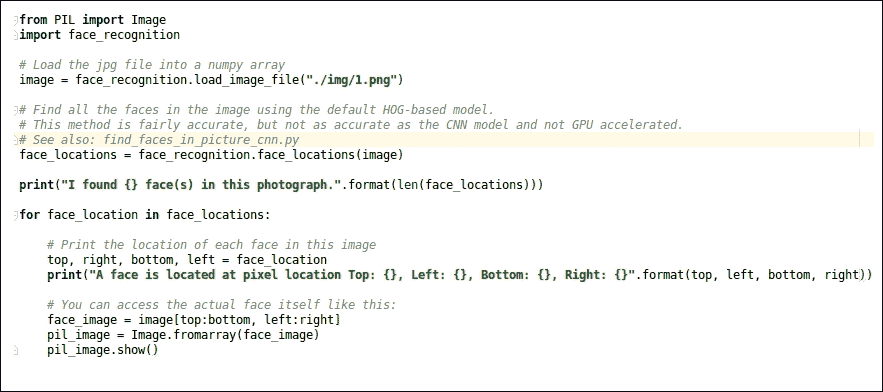 from PIL import Image
import face_recognition
# Load the jpg file into a numpy array
image = face_recognition.load_image_file("./img/1.png")
# Find all the faces in the image using the default HOG-based model.
# This method is fairly accurate, but not as accurate as the CNN model and not GPU accelerated.
# See also: find_faces_in_picture_cnn.py
face_locations = face_recognition.face_locations(image)
print("I found {} face(s) in this photograph.".format(len(face_locations)))
for face_location in face_locations:
# Print the location of each face in this image
top, right, bottom, left = face_location
print("A face is located at pixel location Top: {}, Left: {}, Bottom: {}, Right: {}".format(top, left, bottom, right))
# You can access the actual face itself like this:
face_image = image[top:bottom, left:right]
pil_image = Image.fromarray(face_image)
pil_image.show()